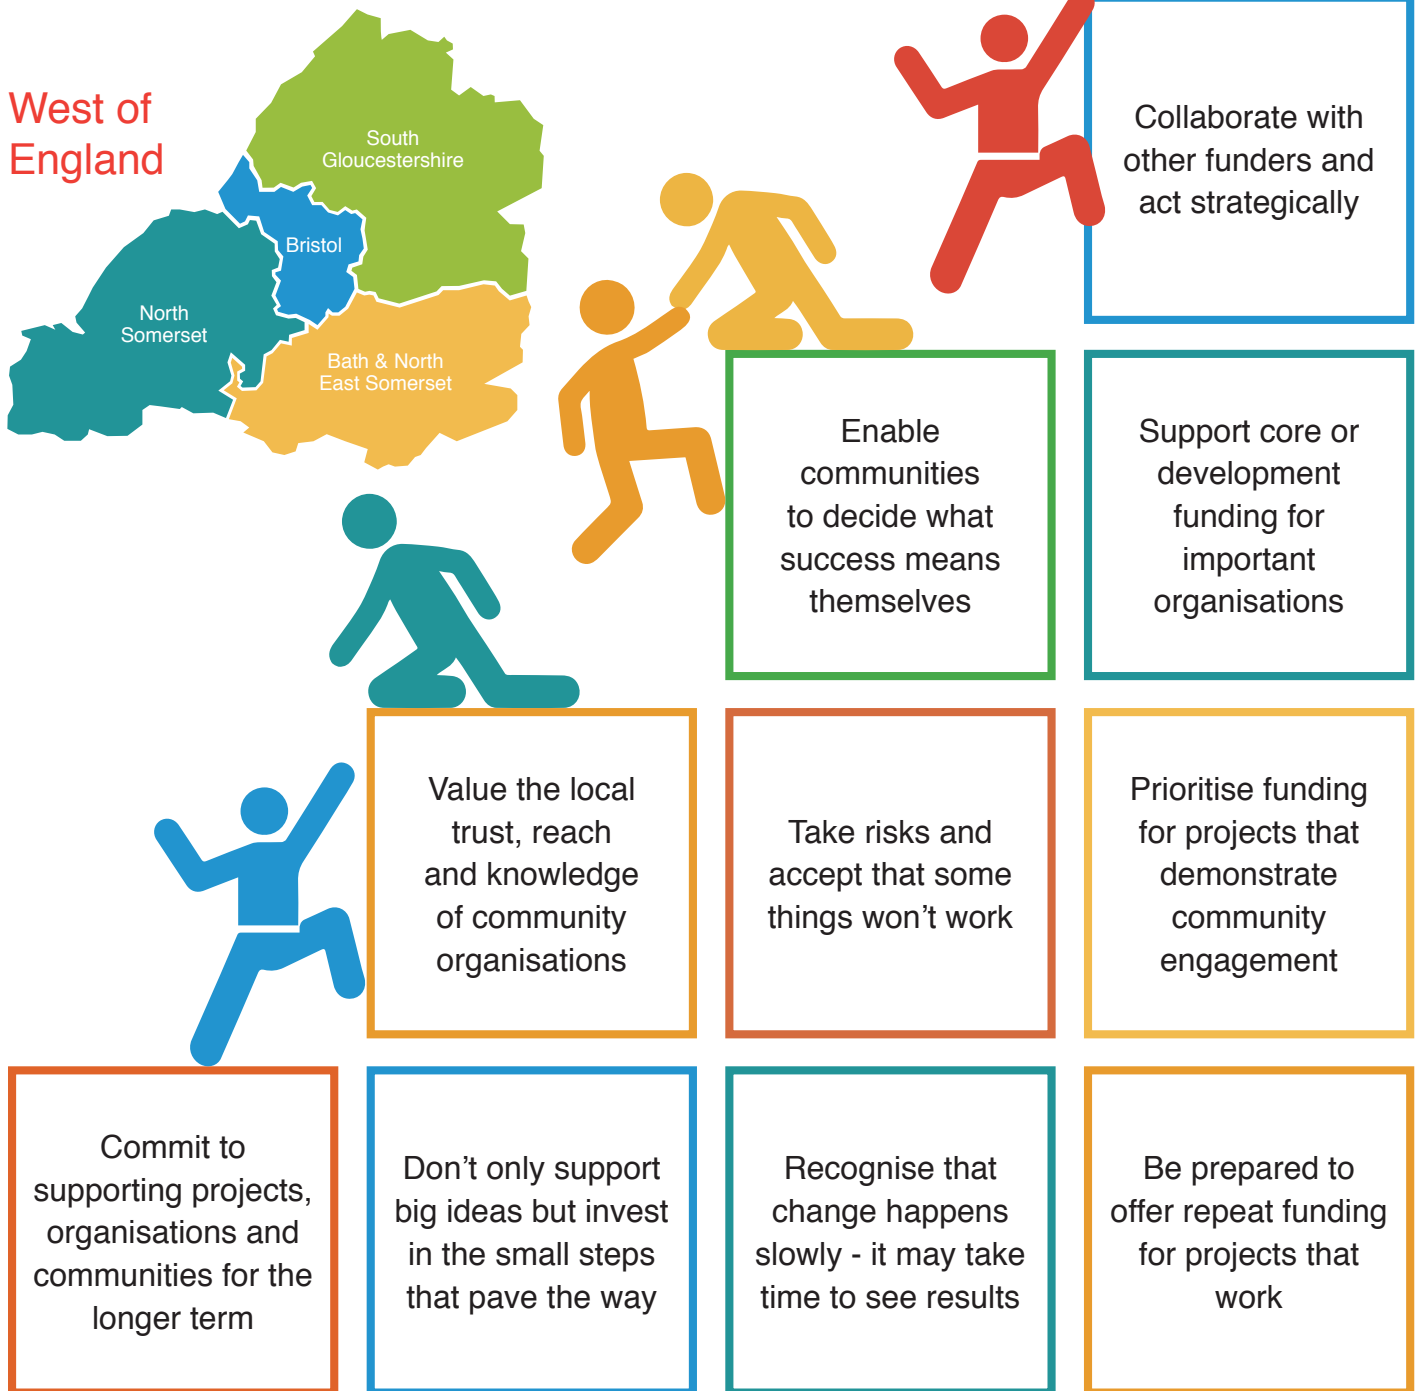 West of
England
South
Gloucestershire
Bristol
North
Somerset
Bath & North
East Somerset
Collaborate with
other funders and
act strategically
Enable
communities
to decide what
success means
themselves
Support core or
development
funding for
important
organisations
Value the local
trust, reach
and knowledge
of community
organisations
Take risks and
accept that some
things won’t work
Prioritise funding
for projects that
demonstrate
community
engagement
Commit to
supporting projects,
organisations and
communities for the
longer term
Don’t only support
big ideas but invest
in the small steps
that pave the way
Recognise that
change happens
slowly - it may take
time to see results
Be prepared to
offer repeat funding
for projects that
work